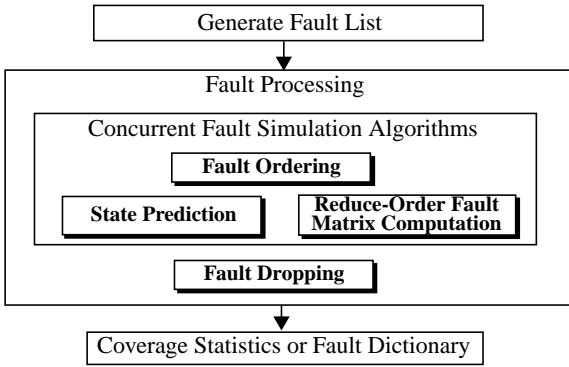 Generate Fault List
Fault Processing
Concurrent Fault Simulation Algorithms
Fault Ordering
State Prediction
Reduce-Order Fault
Matrix Computation
Fault Dropping
Coverage Statistics or Fault Dictionary